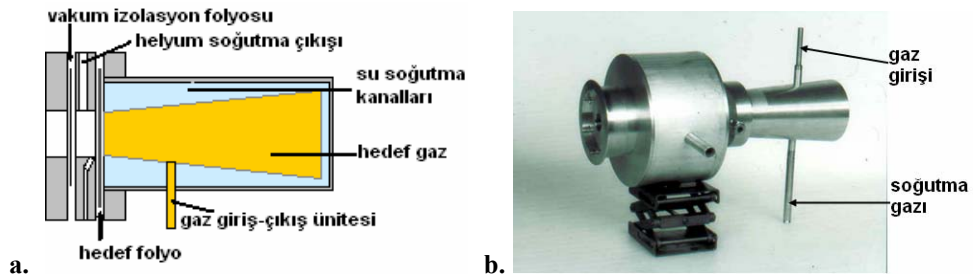 vakum izolasyon folyosu
helyum soğutma çıkışı
su soğutma
kanalları
hedef gaz
gaz giriş-çıkış ünitesi
hedef folyo
a.
gaz
girişi
soğutma
gazı
b.